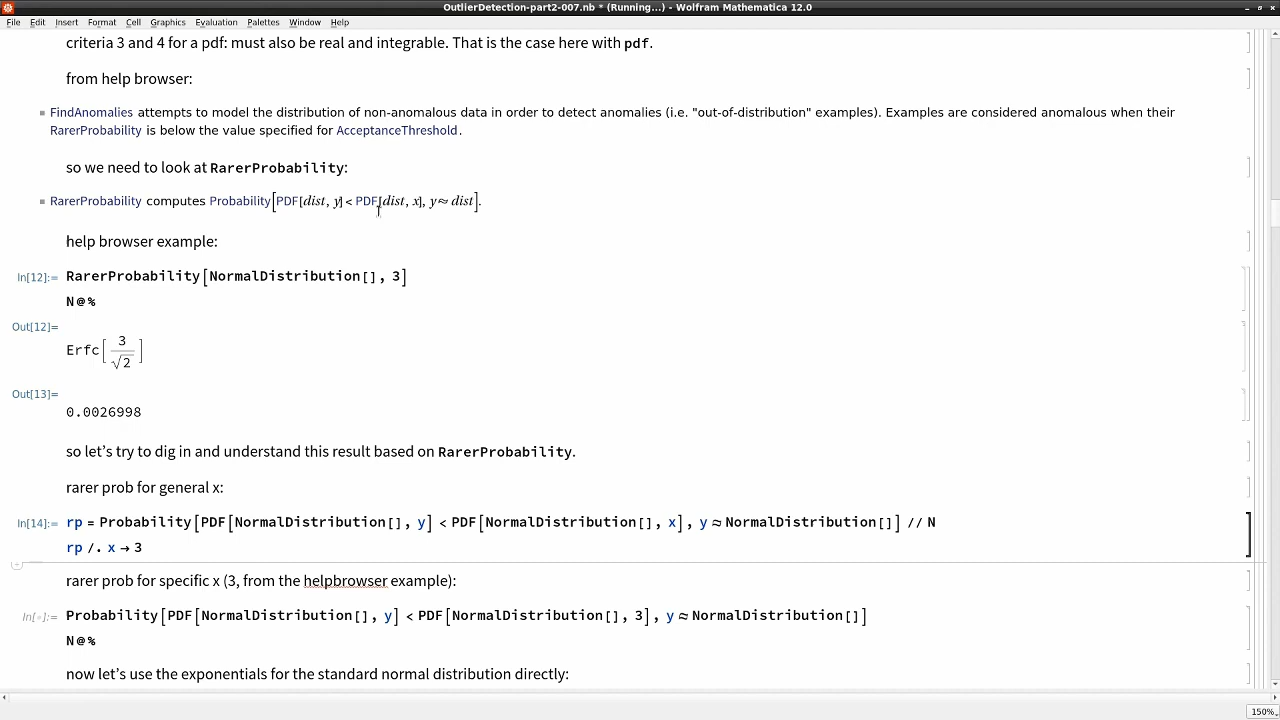 OutlierDetection-part2-007.nb * (Running...) - Wolfram Mathematica 12.0
File Edit Insert Format Cell Graphics Evaluation Palettes Window Help
criteria 3 and 4 for a pdf: must also be real and integrable. That is the case here with pdf.
from help browser:
FindAnomalies attempts to model the distribution of non-anomalous data in order to detect anomalies (i.e. "out-of-distribution" examples). Examples are considered anomalous when their
RarerProbability is below the value specified for AcceptanceThreshold.
so we need to look at RarerProbability:
RarerProbability computes Probability[PDF[dist, y] < PDF[dist, x], y≈dist].
help browser example:
In[12]:= RarerProbability[NormalDistribution[], 3]
N@%
Out[12]=
Erfc[3/√2]
Out[13]=
0.0026998
so let's try to dig in and understand this result based on RarerProbability.
rarer prob for general x:
In[14]:= rp = Probability[PDF[NormalDistribution[], y] < PDF[NormalDistribution[], x], y ≈ NormalDistribution[]] // N
rp /. x → 3
rarer prob for specific x (3, from the helpbrowser example):
In[◦]:= Probability[PDF[NormalDistribution[], y] < PDF[NormalDistribution[], 3], y ≈ NormalDistribution[]]
N@%
now let's use the exponentials for the standard normal distribution directly:
150%